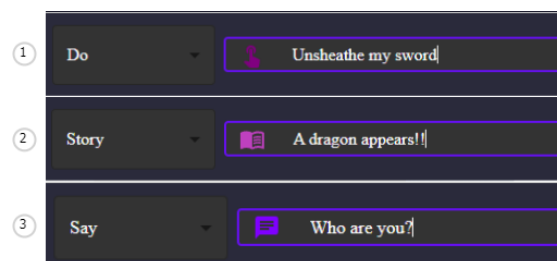 1 Do Unsheathe my sword
2 Story A dragon appears!!
3 Say Who are you?